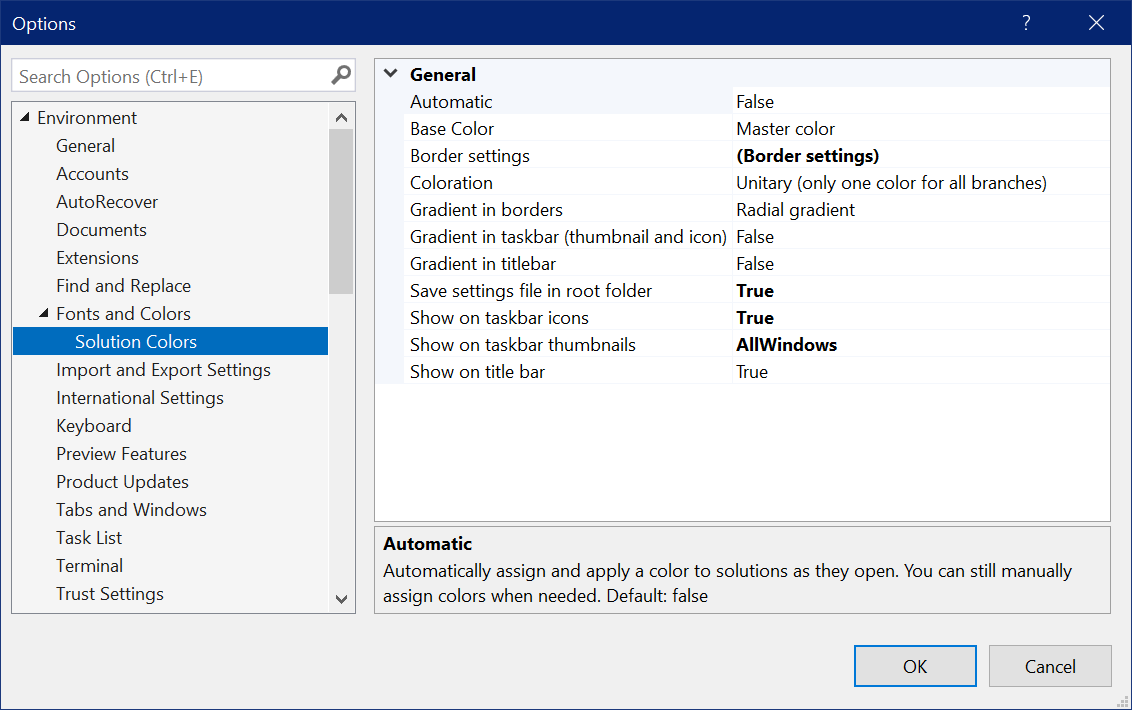 Options
?
Search Options (Ctrl+E)
Environment
General
Accounts
AutoRecover
Documents
Extensions
Find and Replace
Fonts and Colors
Solution Colors
Import and Export Settings
International Settings
Keyboard
Preview Features
Product Updates
Tabs and Windows
Task List
Terminal
Trust Settings
General
Automatic False
Base Color Master color
Border settings (Border settings)
Coloration Unitary (only one color for all branches)
Gradient in borders Radial gradient
Gradient in taskbar (thumbnail and icon) False
Gradient in titlebar False
Save settings file in root folder True
Show on taskbar icons True
Show on taskbar thumbnails AllWindows
Show on title bar True
Automatic
Automatically assign and apply a color to solutions as they open. You can still manually
assign colors when needed. Default: false
OK Cancel